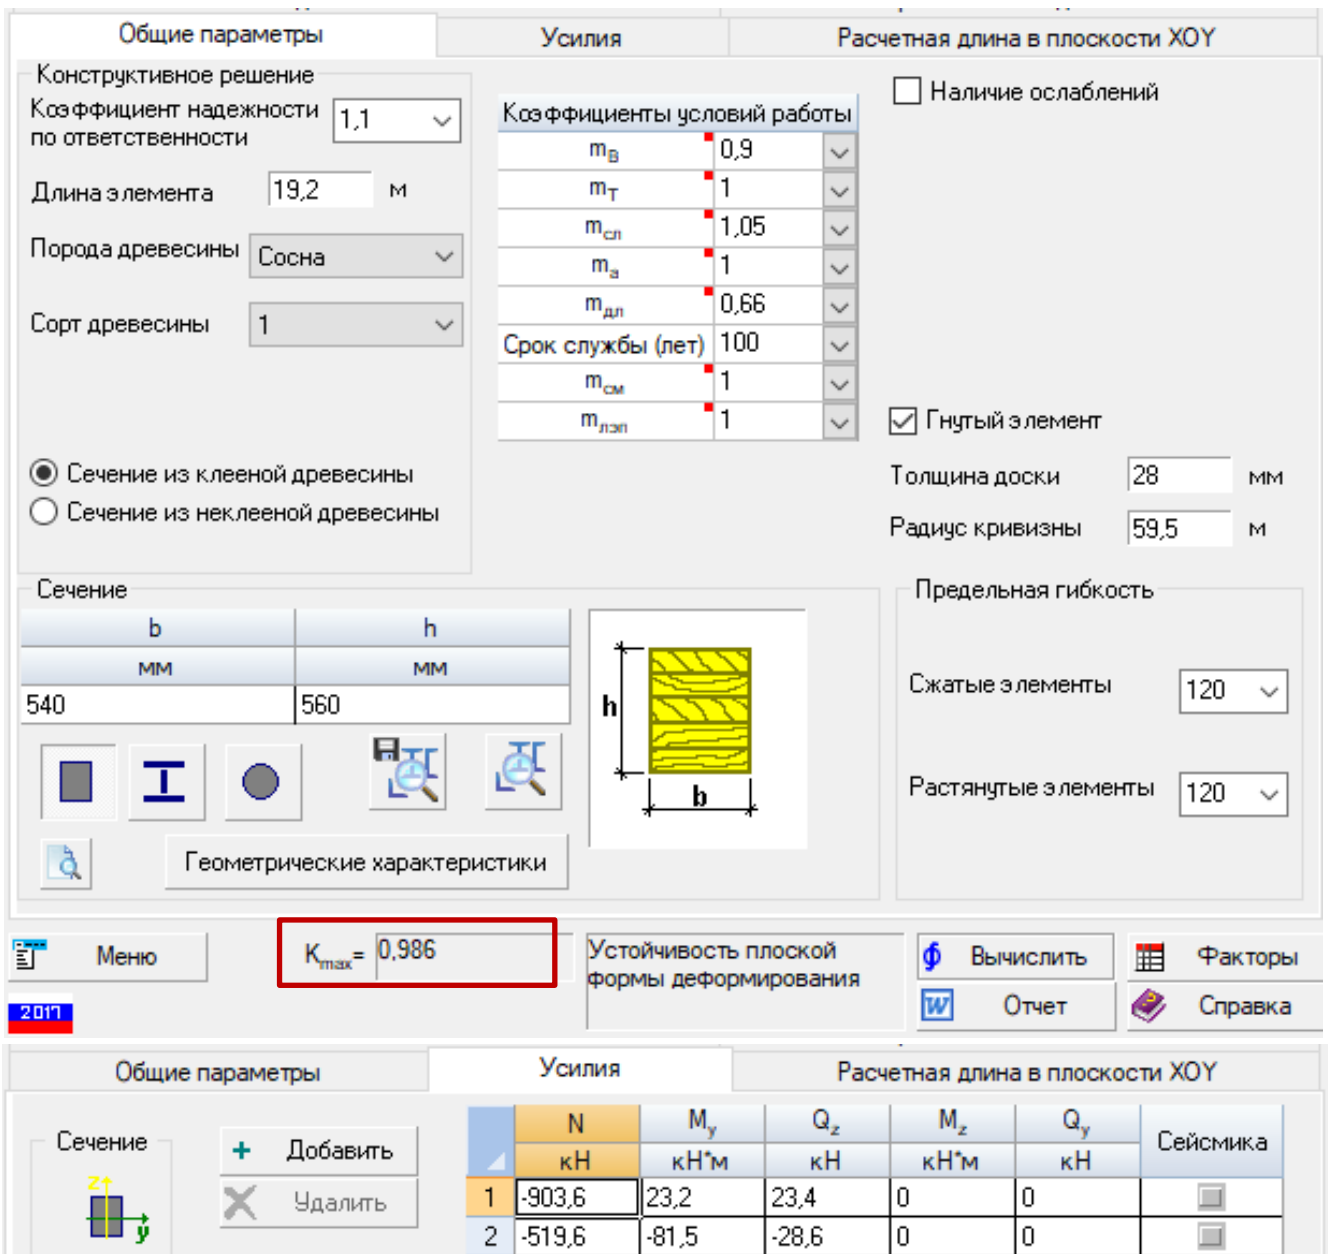 Общие параметры
Усилия
Расчетная длина в плоскости XOY
Конструктивное решение
Коэффициент надежности
по ответственности
1,1
Длина элемента 19,2 м
Порода древесины Сосна
Сорт древесины 1
Сечение из клееной древесины
Сечение из неклееной древесины
Коэффициенты условий работы
mВ 0,9
mТ 1
mсл 1,05
mа 1
mдл 0,66
Срок службы (лет) 100
mсм 1
mлэп 1
Наличие ослаблений
Гнутый элемент
Толщина доски 28 мм
Радиус кривизны 59,5 м
Сечение
b h
мм мм
540 560
h
b
Геометрические характеристики
Предельная гибкость
Сжатые элементы 120
Растянутые элементы 120
Меню
2017
Kmax= 0,986
Устойчивость плоской
формы деформирования
Вычислить
Факторы
Отчет
Справка
Общие параметры
Усилия
Расчетная длина в плоскости XOY
Сечение
z
y
Добавить
Удалить
N My Qz Mz Qy Сейсмика
кН кН*м кН кН*м кН
1 -903,6 23,2 23,4 0 0
2 -519,6 -81,5 -28,6 0 0